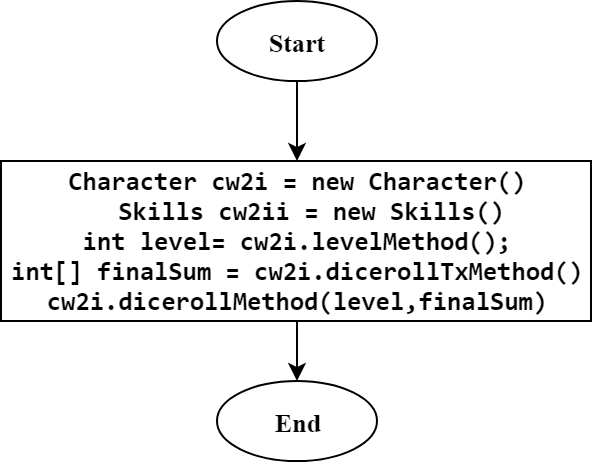 Start
Character cw2i = new Character()
Skills cw2ii = new Skills()
int level= cw2i.levelMethod();
int[] finalSum = cw2i.dicerollTxMethod()
cw2i.dicerollMethod(level,finalSum)
End